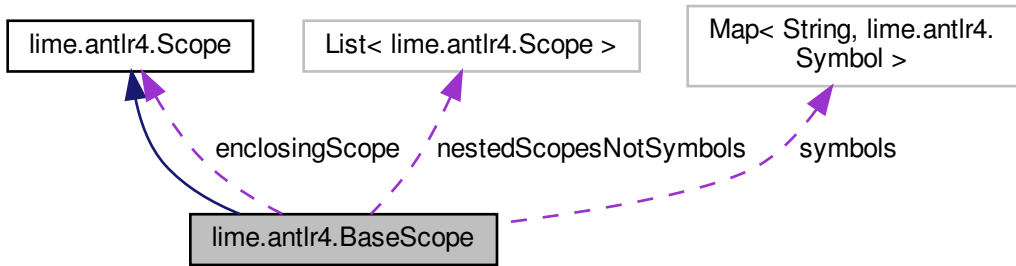 lime.antlr4.Scope
List< lime.antlr4.Scope >
Map< String, lime.antlr4.
Symbol >
enclosingScope
nestedScopesNotSymbols
symbols
lime.antlr4.BaseScope